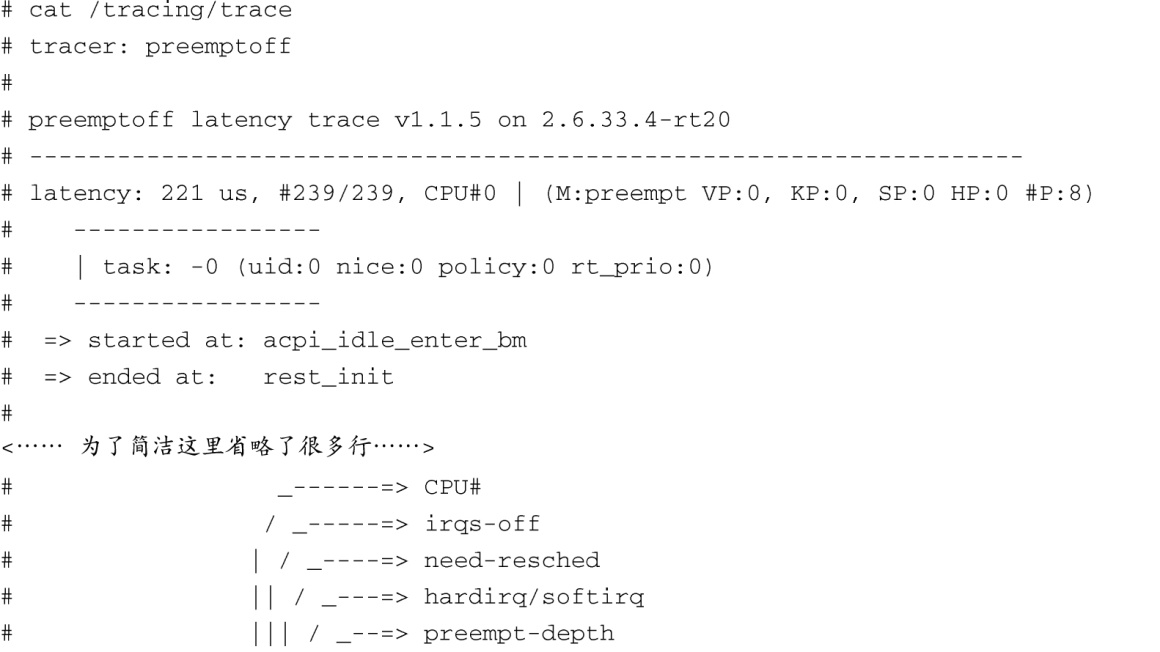 # cat /tracing/trace
# tracer: preemptoff
#
# preemptoff latency trace v1.1.5 on 2.6.33.4-rt20
# --------------------------------------------------------------------
# latency: 221 us, #239/239, CPU#0 | (M:preempt VP:0, KP:0, SP:0 HP:0 #P:8)
#    -----------------
#    | task: -0 (uid:0 nice:0 policy:0 rt_prio:0)
#    -----------------
#  => started at: acpi_idle_enter_bm
#  => ended at:   rest_init
#
<…… 为了简洁这里省略了很多行……>
#                  _------=> CPU#
#                 / _-----=> irqs-off
#                | / _----=> need-resched
#                || / _---=> hardirq/softirq
#                ||| / _--=> preempt-depth